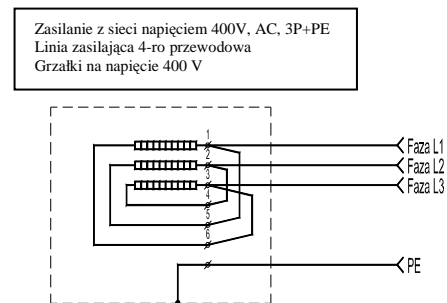 Zasilanie z sieci napięciem 400V, AC, 3P+PE
Linia zasilająca 4-ro przewodowa
Grzałki na napięcie 400 V
1
Faza L1
2
Faza L2
3
Faza L3
4
5
6
PE